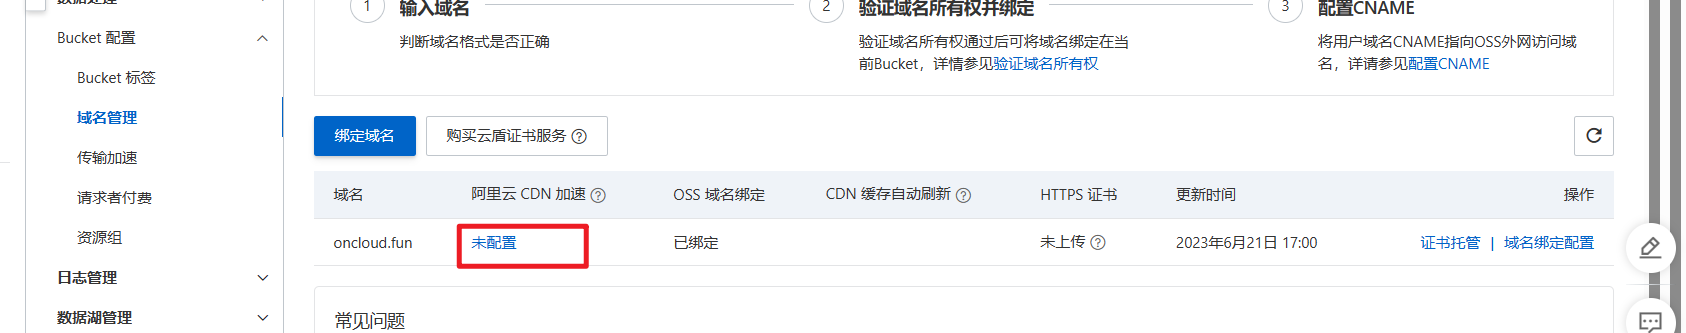 数据处理
Bucket 配置
Bucket 标签
域名管理
传输加速
请求者付费
资源组
日志管理
数据湖管理
1 输入域名
判断域名格式是否正确
2 验证域名所有权并绑定
验证域名所有权通过后可将域名绑定在当
前Bucket，详情参见验证域名所有权
3 配置CNAME
将用户域名CNAME指向OSS外网访问域
名，详请参见配置CNAME
绑定域名 购买云盾证书服务 ?
域名 阿里云 CDN 加速 ? OSS 域名绑定 CDN 缓存自动刷新 ? HTTPS 证书 更新时间 操作
oncloud.fun 未配置 已绑定 未上传 ? 2023年6月21日 17:00 证书托管 | 域名绑定配置
常见问题